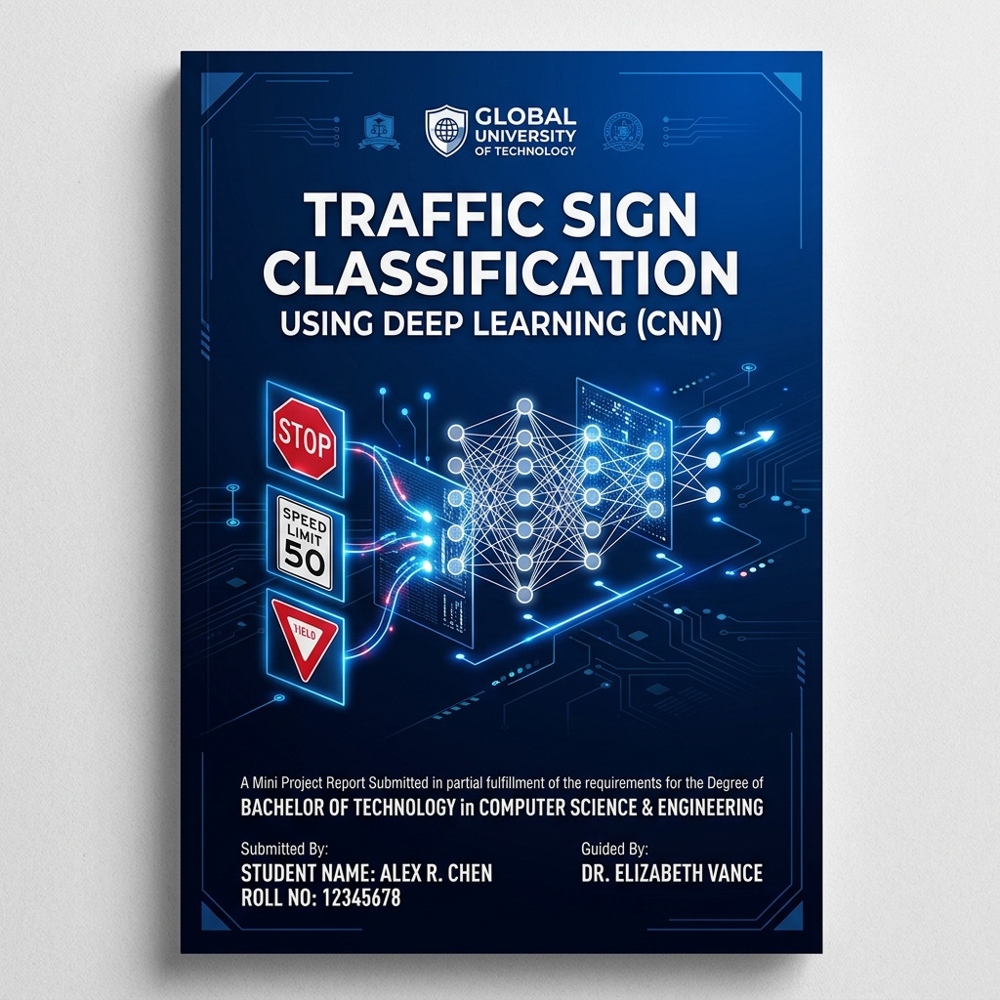 GLOBAL
UNIVERSITY
OF TECHNOLOGY
TRAFFIC SIGN
CLASSIFICATION
USING DEEP LEARNING (CNN)
STOP
SPEED
LIMIT
50
HELD
A Mini Project Report Submitted in partial fulfillment of the requirements for the Degree of
BACHELOR OF TECHNOLOGY in COMPUTER SCIENCE & ENGINEERING
Submitted By:
STUDENT NAME: ALEX R. CHEN
ROLL NO: 12345678
Guided By:
DR. ELIZABETH VANCE